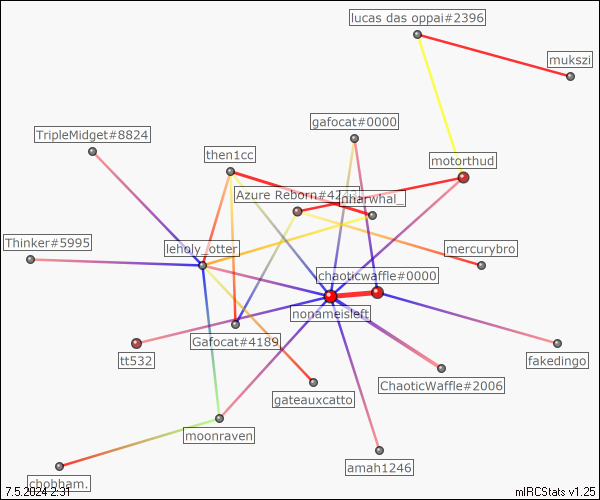 lucas das oppai#2396
mukszi
gafocat#0000
TripleMidget#8824
then1cc
motorthud
Azure Reborn#42
harwhal_
Thinker#5995
leholy_otter
mercurybro
chaoticwaffle#0000
nonameisleft
Gafocat#4189
tt532
fakedingo
ChaoticWaffle#2006
gateauxcatto
moonraven
amah1246
chobham.
7.5.2024 2:31
mIRCStats v1.25